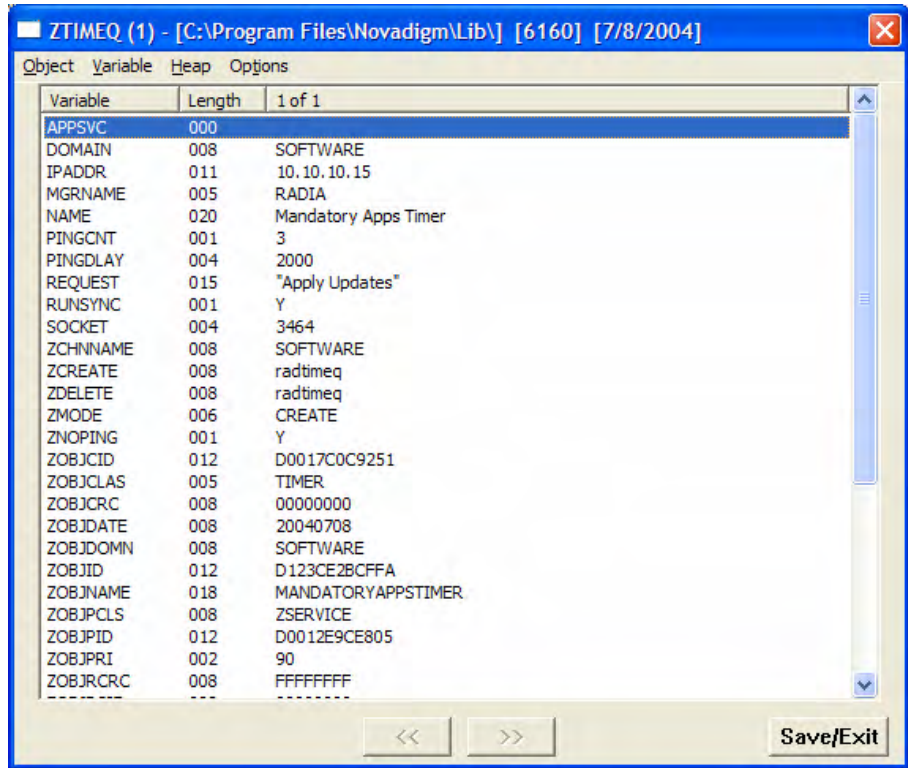 ZTIMEQ (1) - [C:\Program Files\Novadigm\Lib\] [6160] [7/8/2004]
Object Variable Heap Options
Variable Length 1 of 1
APPSVC 000
DOMAIN 008 SOFTWARE
IPADDR 011 10.10.10.15
MGRNAME 005 RADIA
NAME 020 Mandatory Apps Timer
PINGCNT 001 3
PINGDLAY 004 2000
REQUEST 015 "Apply Updates"
RUNSYNC 001 Y
SOCKET 004 3464
ZCHNNAME 008 SOFTWARE
ZCREATE 008 radtimeq
ZDELETE 008 radtimeq
ZMODE 006 CREATE
ZNOPING 001 Y
ZOBJCID 012 D0017C0C9251
ZOBJCLAS 005 TIMER
ZOBJCRC 008 00000000
ZOBJDATE 008 20040708
ZOBJDOMN 008 SOFTWARE
ZOBJID 012 D123CE2BCFFA
ZOBJNAME 018 MANDATORYAPPSTIMER
ZOBJPCLS 008 ZSERVICE
ZOBJPID 012 D0012E9CE805
ZOBJPRI 002 90
ZOBJRCRC 008 FFFFFFFF
<< >> Save/Exit